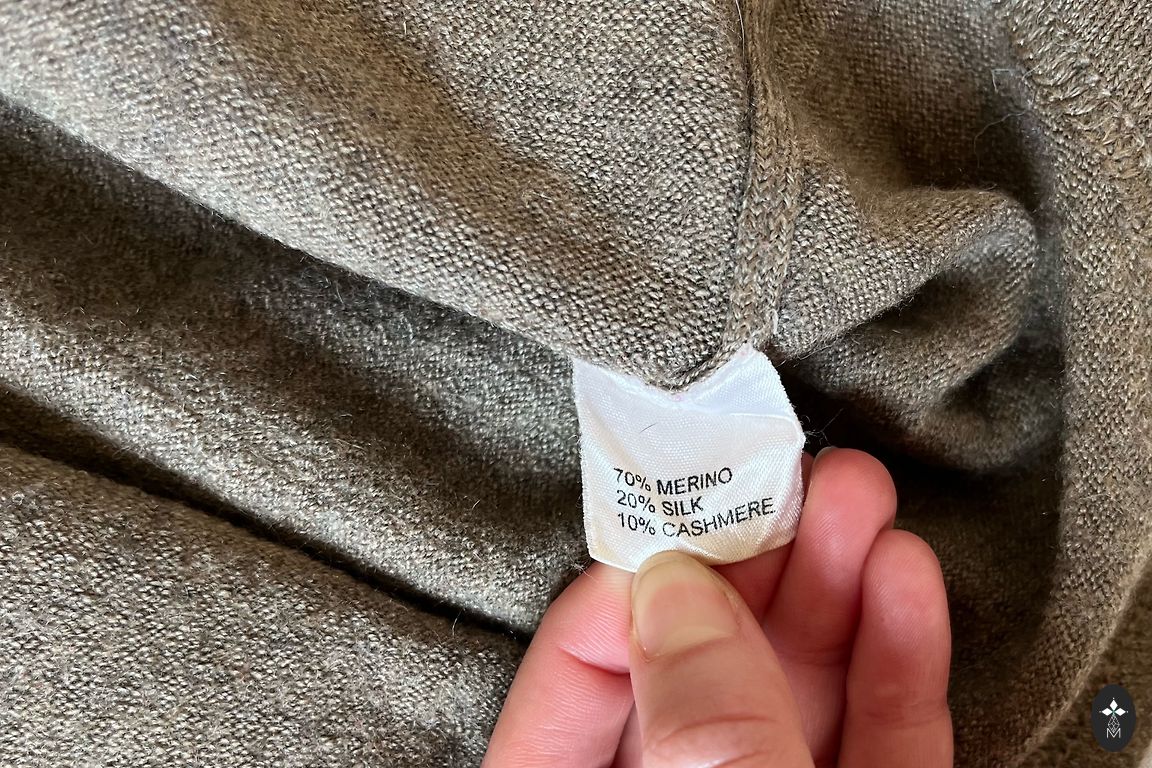 70% MERINO
20% SILK
10% CASHMERE
M